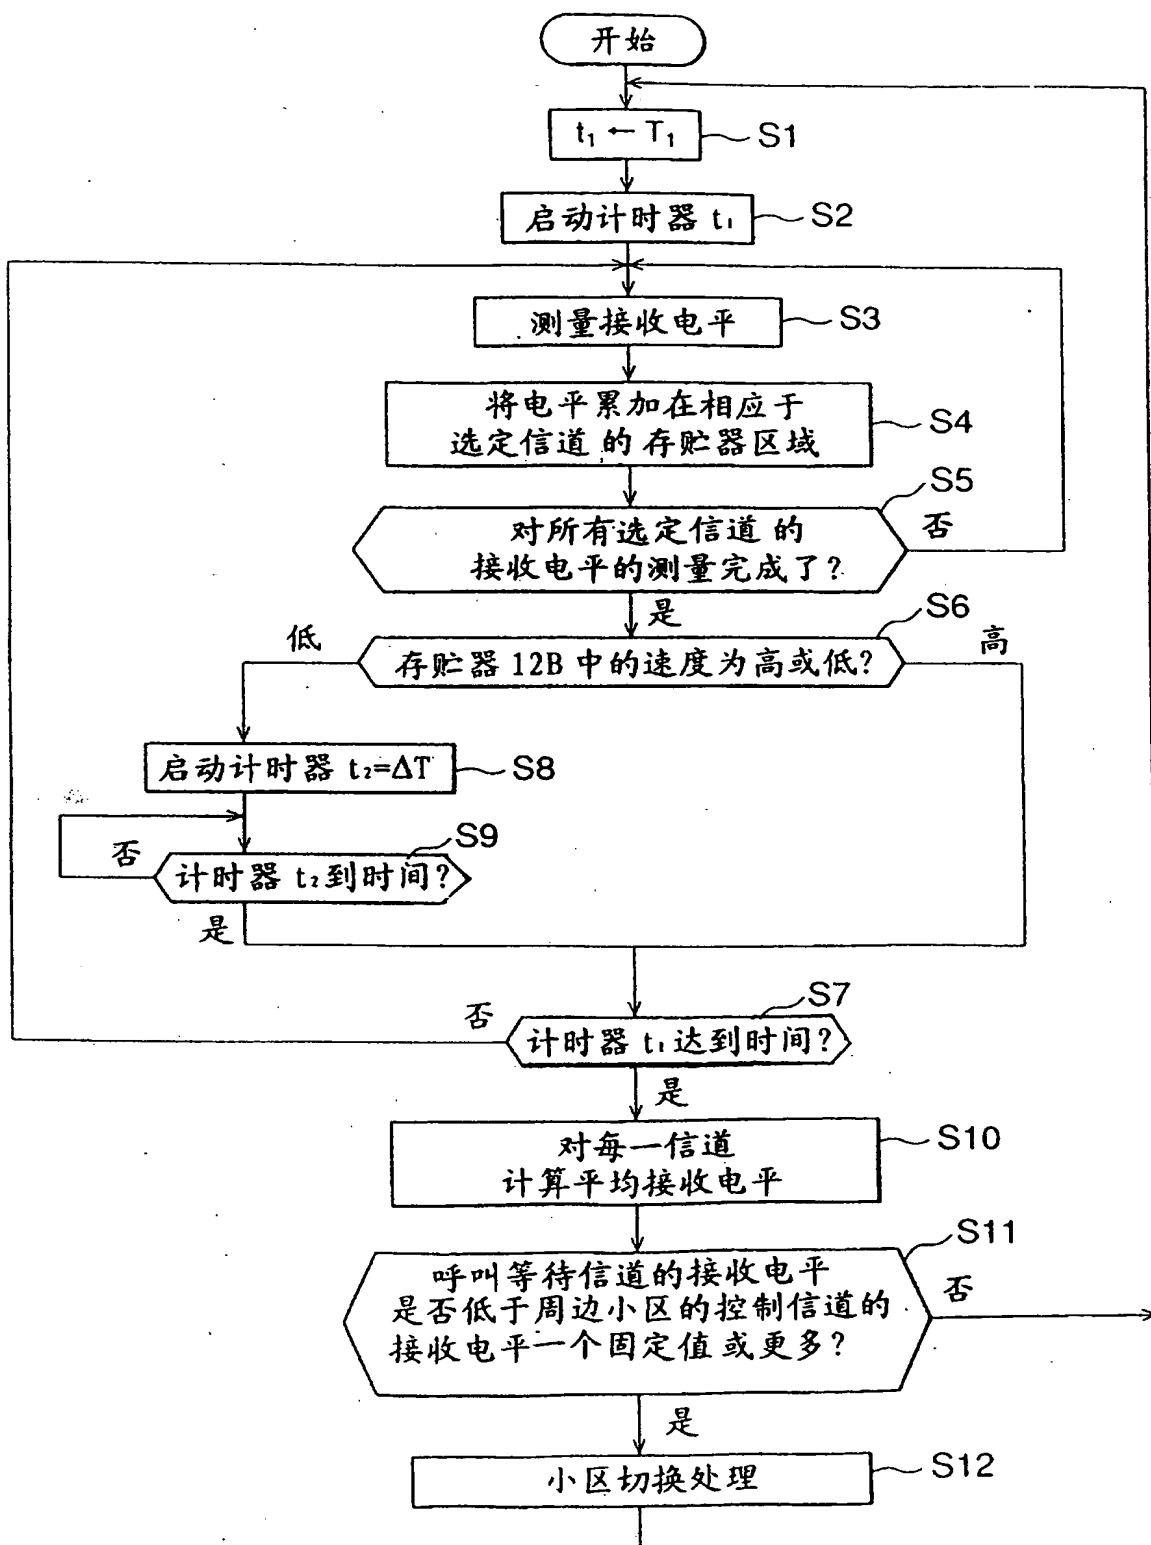 开始
t₁ ← T₁
S1
启动计时器 t₁
S2
测量接收电平
S3
将电平累加在相应于
选定信道 的 存贮器区域
S4
S5
对所有选定信道 的
接收电平的测量完成了?
否
是
S6
低
存贮器 12B 中的速度为高或低?
高
启动计时器 t₂=ΔT
S8
S9
否
计时器 t₂到时间?
是
S7
否
计时器 t₁达到时间?
是
对每一信道
计算平均接收电平
S10
S11
呼叫等待信道的接收电平
是否低于周边小区的控制信道的
接收电平一个固定值或更多?
否
是
小区切换处理
S12